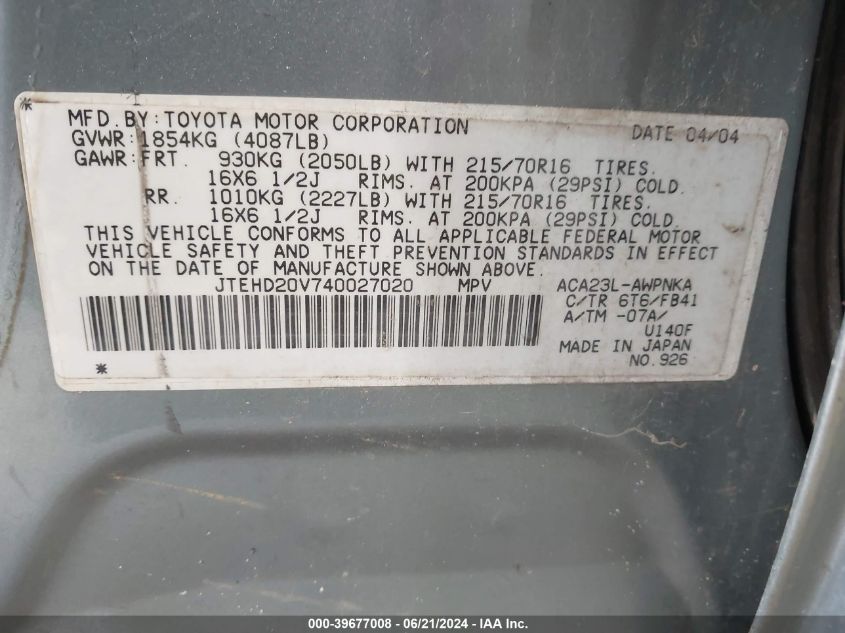 MFD.BY:TOYOTA MOTOR CORPORATION DATE 04/04
GVWR:1854KG (4087LB)
GAWR:FRT. 930KG (2050LB) WITH 215/70R16 TIRES.
16X6 1/2J RIMS. AT 200KPA (29PSI) COLD.
RR. 1010KG (2227LB) WITH 215/70R16 TIRES.
16X6 1/2J RIMS. AT 200KPA (29PSI) COLD.
THIS VEHICLE CONFORMS TO ALL APPLICABLE FEDERAL MOTOR
VEHICLE SAFETY AND THEFT PREVENTION STANDARDS IN EFFECT
ON THE DATE OF MANUFACTURE SHOWN ABOVE.
JTEHD20V740027020 MPV ACA23L-AWPNKA
C/TR 6T6/FB41
A/TM -07A/
U140F
MADE IN JAPAN
NO.926
000-39677008 - 06/21/2024 - IAA Inc.